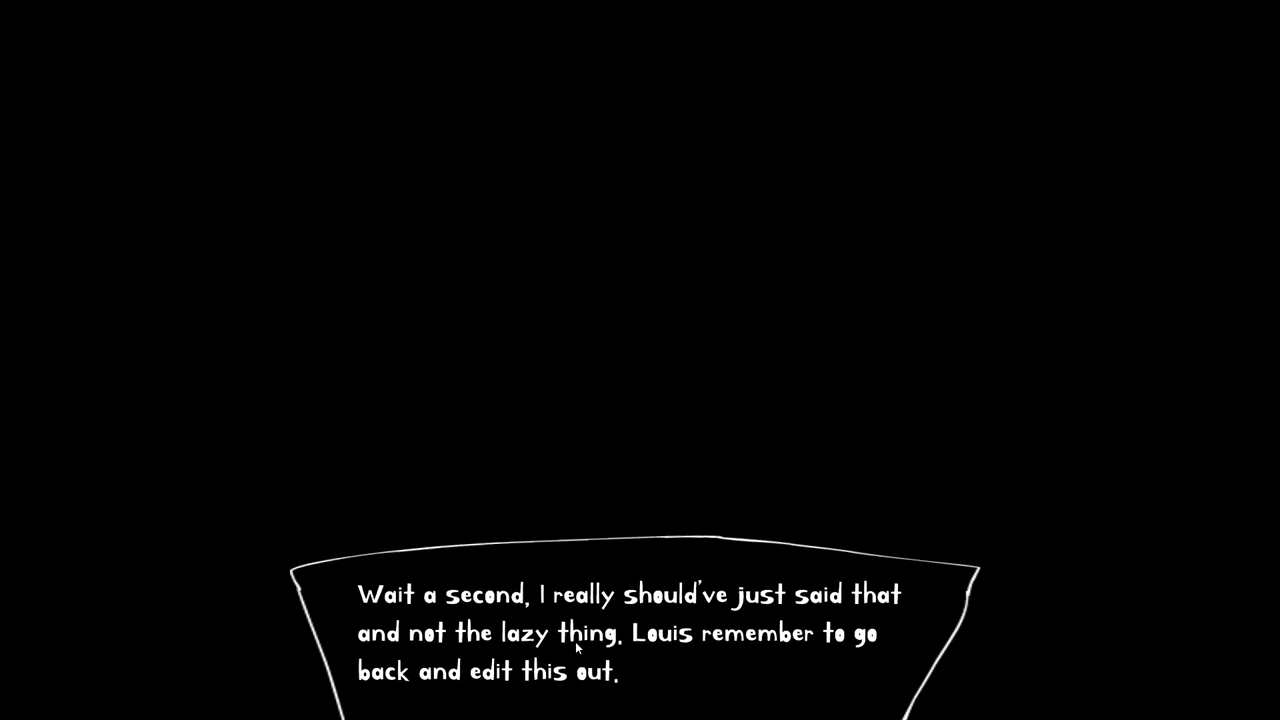 Wait a second, I really should've just said that
and not the lazy thing. Louis remember to go
back and edit this out.